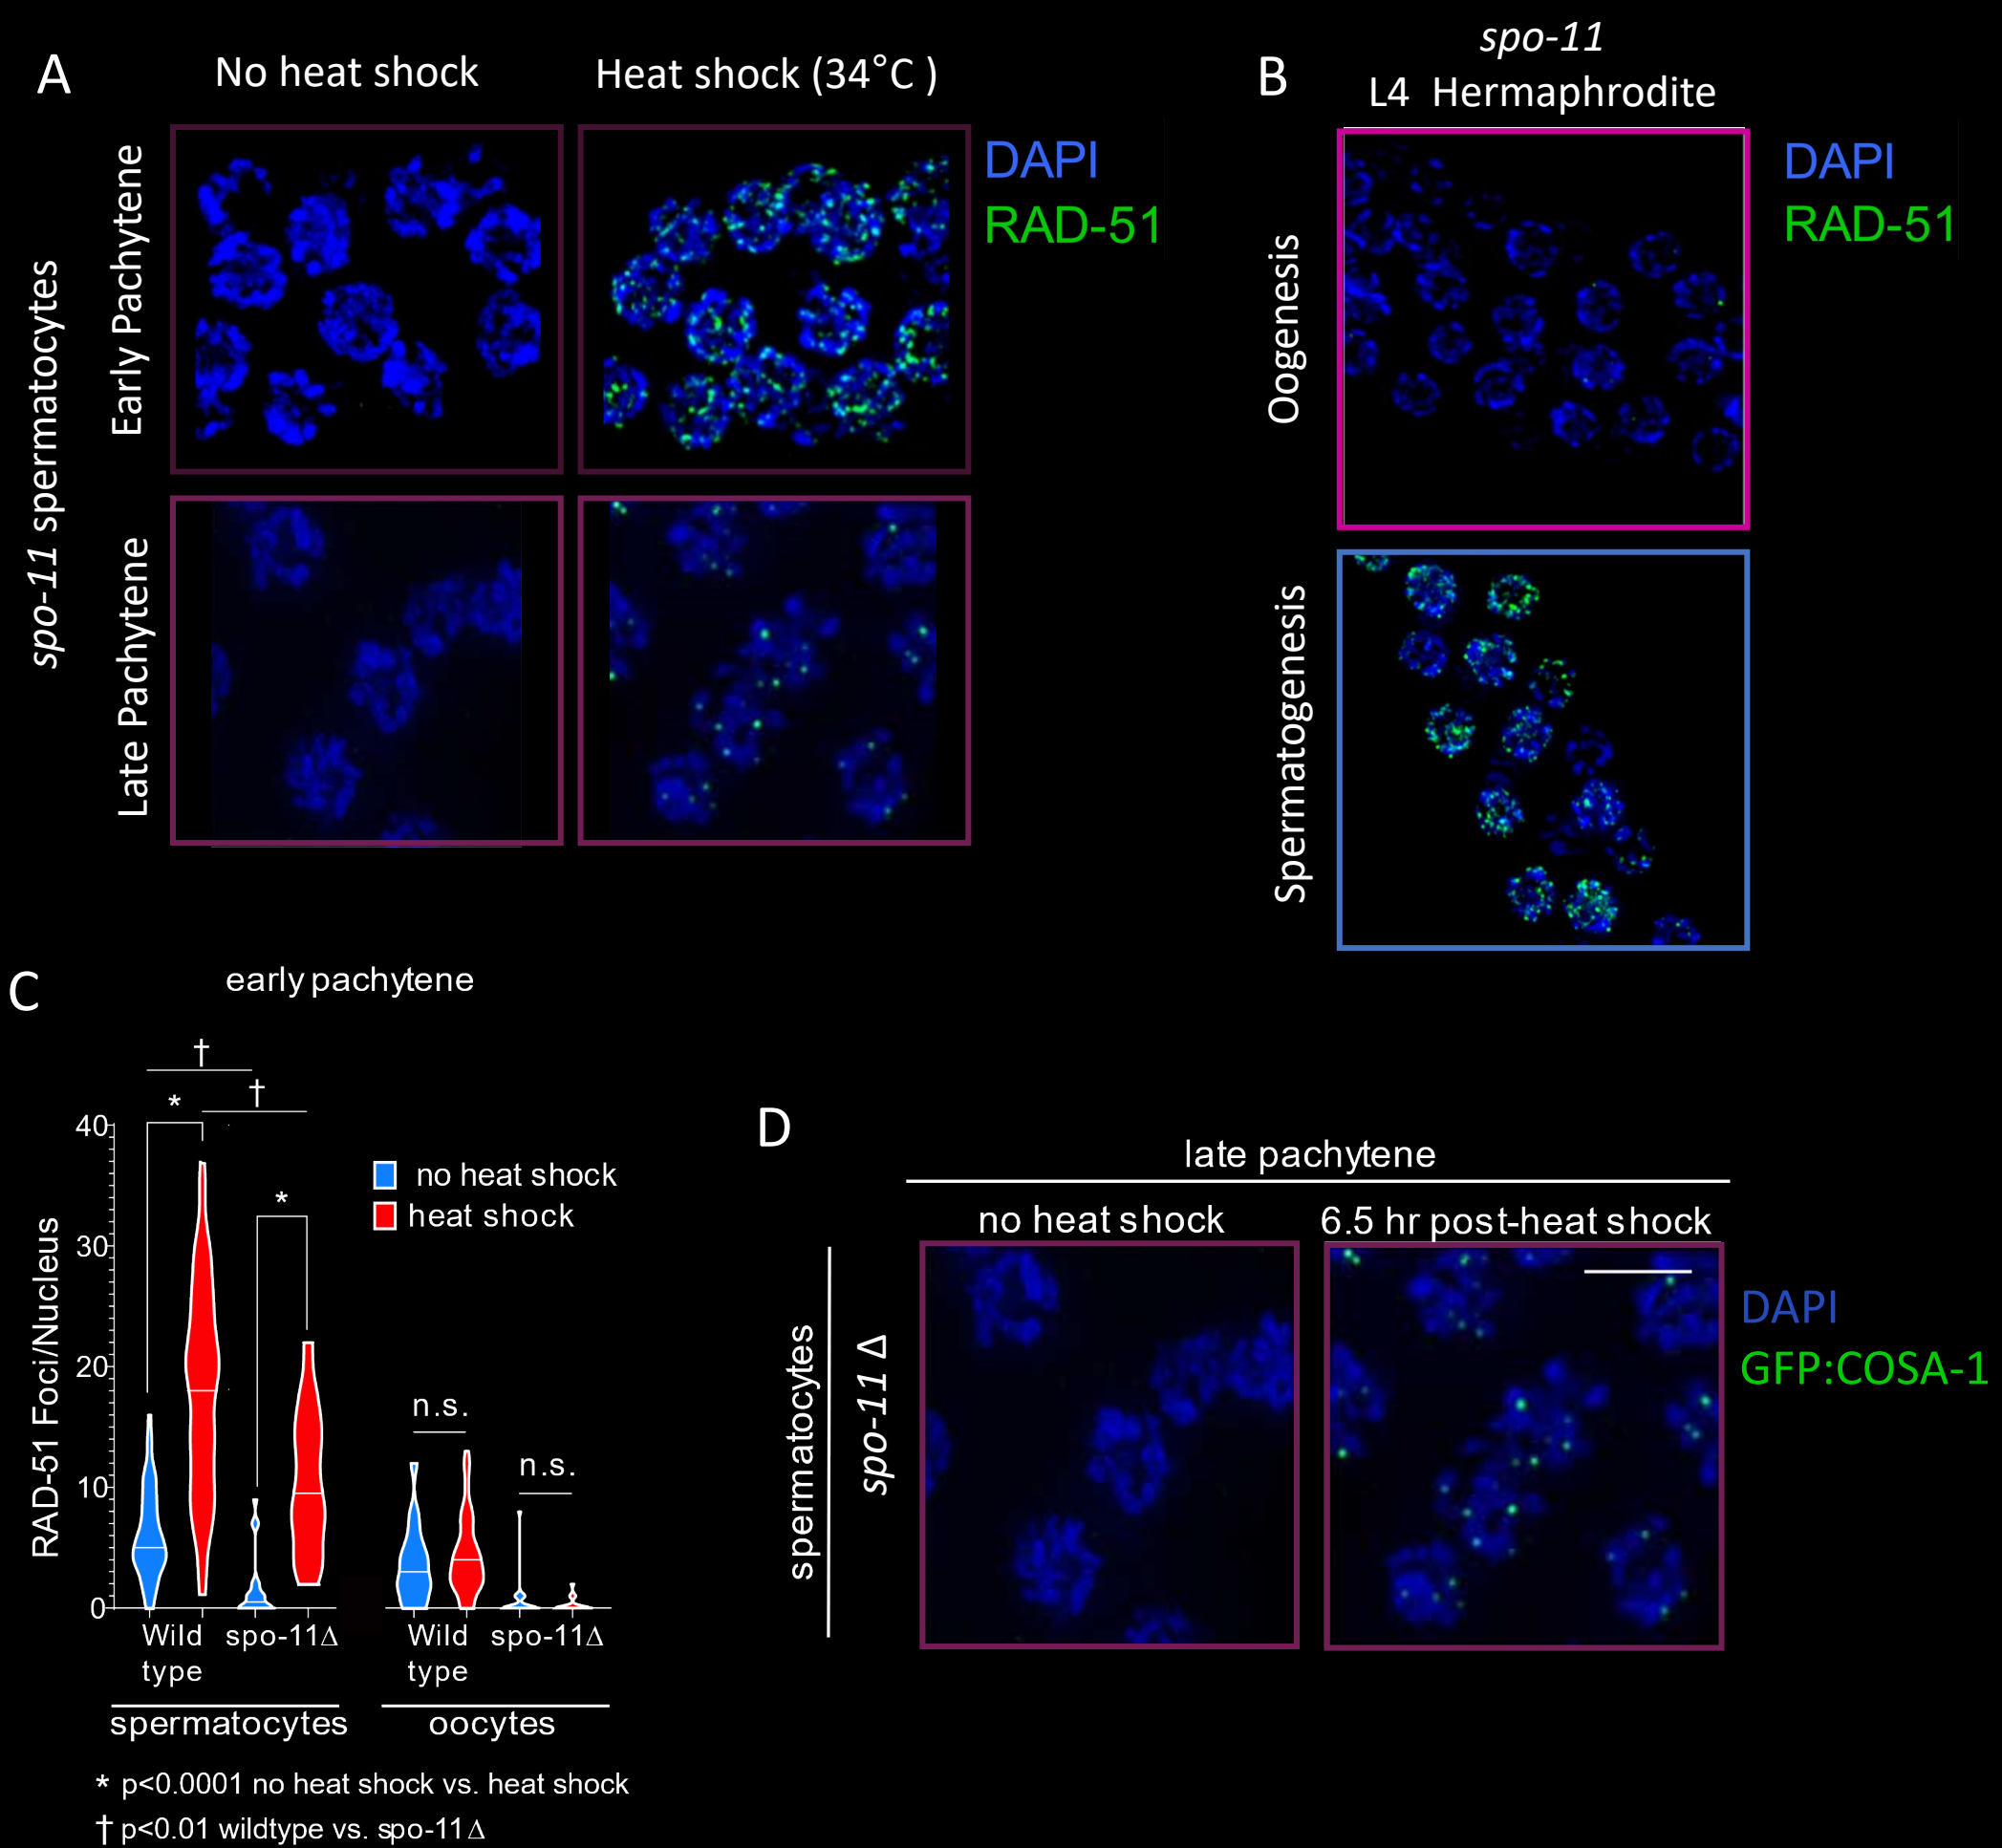 A
No heat shock
Heat shock (34°C )
DAPI
RAD-51
spo-11 spermatocytes
Early Pachytene
Late Pachytene
B
spo-11
L4 Hermaphrodite
DAPI
RAD-51
Oogenesis
Spermatogenesis
C
early pachytene
†
†
*
*
no heat shock
heat shock
RAD-51 Foci/Nucleus
40
30
20
10
0
n.s.
n.s.
Wild
type
spo-11Δ
Wild
type
spo-11Δ
spermatocytes
oocytes
* p<0.0001 no heat shock vs. heat shock
† p<0.01 wildtype vs. spo-11Δ
D
late pachytene
no heat shock
6.5 hr post-heat shock
spermatocytes
spo-11 Δ
DAPI
GFP:COSA-1